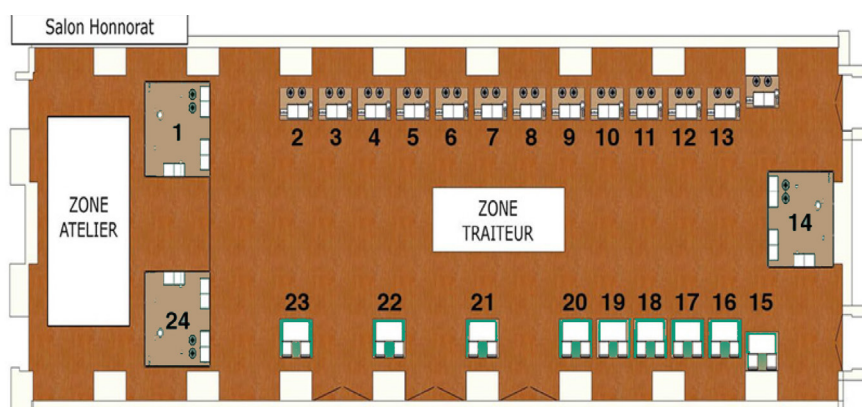 Salon Honnorat
1
2 3 4 5 6 7 8 9 10 11 12 13
ZONE
ATELIER
ZONE
TRAITEUR
14
24
23 22 21 20 19 18 17 16 15